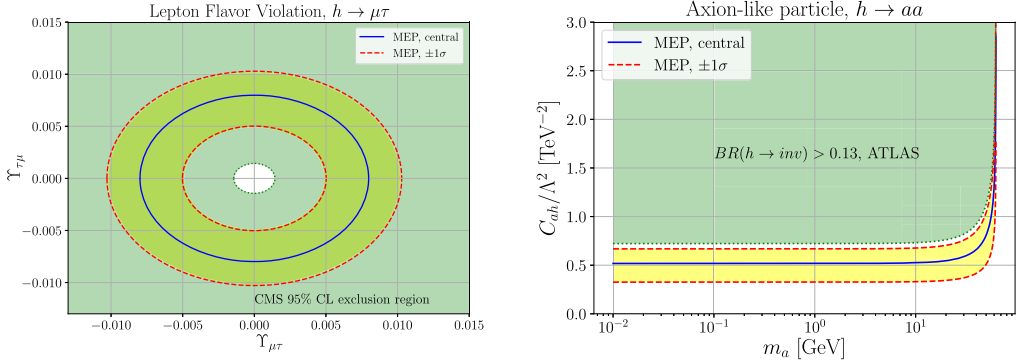 Lepton Flavor Violation, h → μτ
MEP, central
MEP, ±1σ
0.015
0.010
0.005
0.000
−0.005
−0.010
Υτμ
CMS 95% CL exclusion region
−0.010 −0.005 0.000 0.005 0.010 0.015
Υμτ
Axion-like particle, h → aa
MEP, central
MEP, ±1σ
3.0
2.5
2.0
1.5
1.0
0.5
0.0
C_ah/Λ² [TeV⁻²]
BR(h → inv) > 0.13, ATLAS
10⁻² 10⁻¹ 10⁰ 10¹
m_a [GeV]